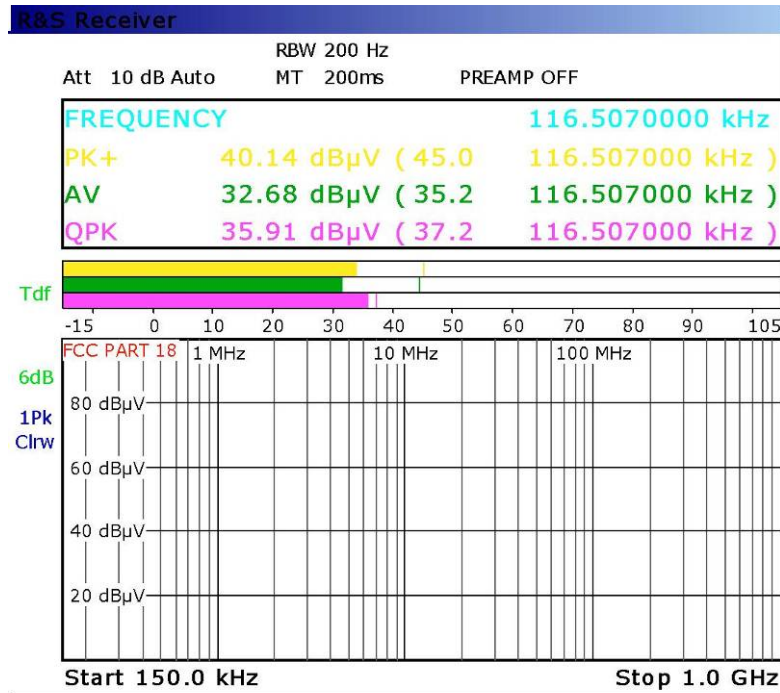 R&S Receiver
RBW 200 Hz
Att 10 dB Auto MT 200ms PREAMP OFF
FREQUENCY 116.5070000 kHz
PK+ 40.14 dBµV ( 45.0 116.507000 kHz )
AV 32.68 dBµV ( 35.2 116.507000 kHz )
QPK 35.91 dBµV ( 37.2 116.507000 kHz )
Tdf
-15 0 10 20 30 40 50 60 70 80 90 105
FCC PART 18 1 MHz 10 MHz 100 MHz
6dB
80 dBµV
1Pk
Clrw
60 dBµV
40 dBµV
20 dBµV
Start 150.0 kHz Stop 1.0 GHz